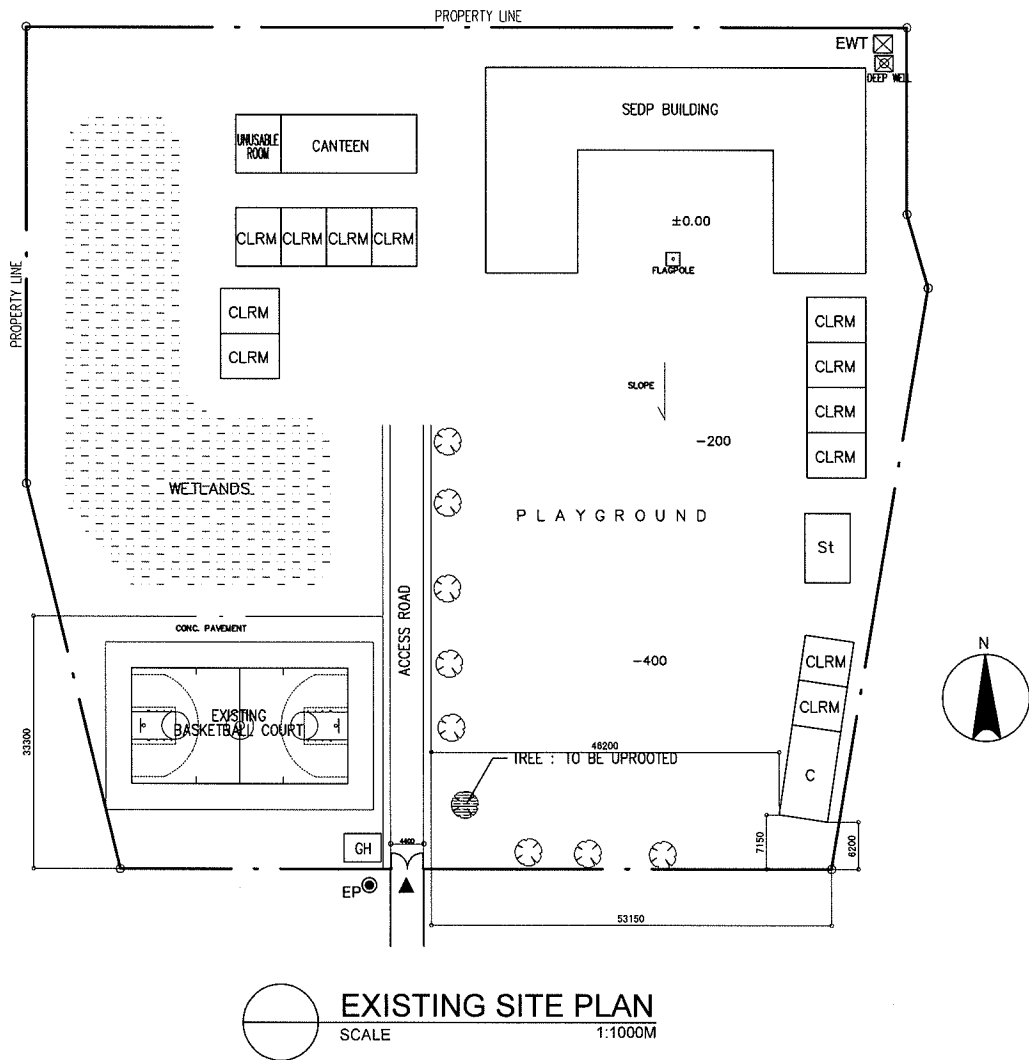 PROPERTY LINE
EWT
DEEP WELL
SEDP BUILDING
UNUSABLE
ROOM
CANTEEN
±0.00
CLRM CLRM CLRM CLRM
FLAGPOLE
PROPERTY LINE
CLRM
CLRM
CLRM
CLRM
CLRM
CLRM
SLOPE
-200
WETLANDS
PLAYGROUND
St
ACCESS ROAD
CONC. PAVEMENT
-400
CLRM
CLRM
N
EXISTING
BASKETBALL COURT
33300
46200
TREE : TO BE UPROOTED
C
GH
4400
7150
6200
EP
53150
EXISTING SITE PLAN
SCALE 1:1000M